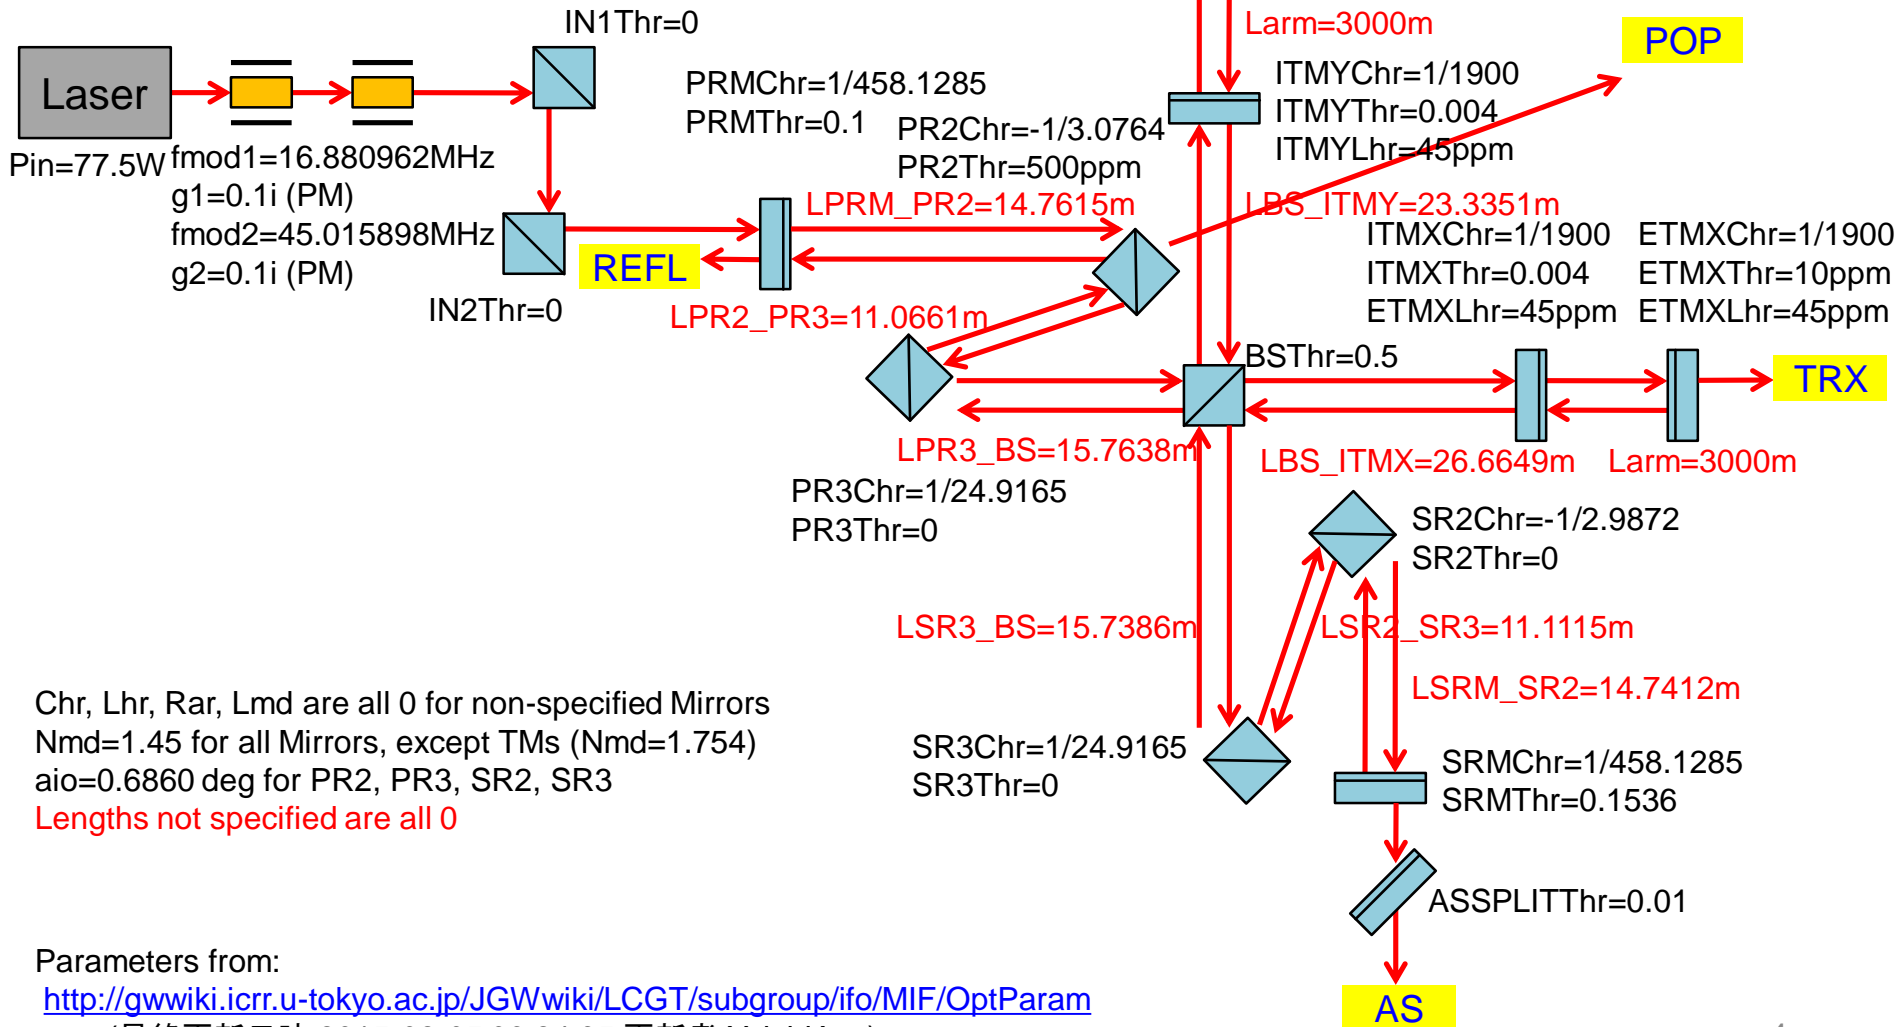 IN1Thr=0
Larm=3000m
POP
Laser
PRMChr=1/458.1285
PRMThr=0.1
ITMYChr=1/1900
ITMYThr=0.004
ITMYLhr=45ppm
PR2Chr=-1/3.0764
PR2Thr=500ppm
Pin=77.5W
fmod1=16.880962MHz
g1=0.1i (PM)
fmod2=45.015898MHz
g2=0.1i (PM)
LPRM_PR2=14.7615m
LBS_ITMY=23.3351m
ITMXChr=1/1900
ITMXThr=0.004
ETMXLhr=45ppm
ETMXChr=1/1900
ETMXThr=10ppm
ETMXLhr=45ppm
REFL
IN2Thr=0
LPR2_PR3=11.0661m
BSThr=0.5
TRX
LPR3_BS=15.7638m
LBS_ITMX=26.6649m
Larm=3000m
PR3Chr=1/24.9165
PR3Thr=0
SR2Chr=-1/2.9872
SR2Thr=0
LSR3_BS=15.7386m
LSR2_SR3=11.1115m
LSRM_SR2=14.7412m
Chr, Lhr, Rar, Lmd are all 0 for non-specified Mirrors
Nmd=1.45 for all Mirrors, except TMs (Nmd=1.754)
aio=0.6860 deg for PR2, PR3, SR2, SR3
Lengths not specified are all 0
SR3Chr=1/24.9165
SR3Thr=0
SRMChr=1/458.1285
SRMThr=0.1536
ASSPLITThr=0.01
Parameters from:
http://gwwiki.icrr.u-tokyo.ac.jp/JGWwiki/LCGT/subgroup/ifo/MIF/OptParam
AS